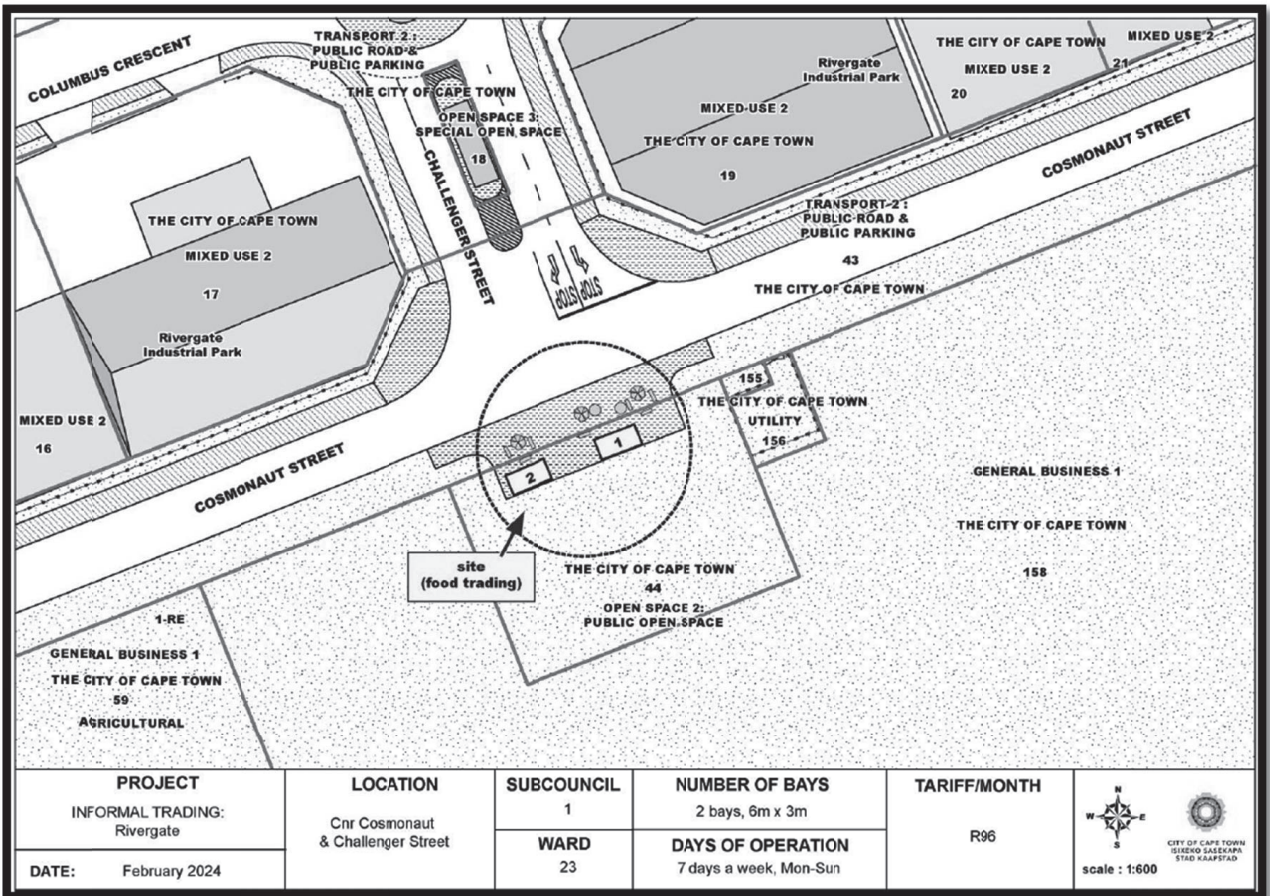 COLUMBUS CRESCENT
TRANSPORT 2 :
PUBLIC ROAD &
PUBLIC PARKING
THE CITY OF CAPE TOWN
OPEN SPACE 3:
SPECIAL OPEN SPACE
18
CHALLENGER STREET
STOP
STOP
Rivergate
Industrial Park
MIXED USE 2
THE CITY OF CAPE TOWN
19
THE CITY OF CAPE TOWN
MIXED USE 2
20
MIXED USE 2
21
COSMONAUT STREET
TRANSPORT 2 :
PUBLIC ROAD &
PUBLIC PARKING
43
THE CITY OF CAPE TOWN
THE CITY OF CAPE TOWN
MIXED USE 2
17
Rivergate
Industrial Park
MIXED USE 2
16
COSMONAUT STREET
1
2
site
(food trading)
155
THE CITY OF CAPE TOWN
UTILITY
156
GENERAL BUSINESS 1
THE CITY OF CAPE TOWN
158
THE CITY OF CAPE TOWN
44
OPEN SPACE 2:
PUBLIC OPEN SPACE
1-RE
GENERAL BUSINESS 1
THE CITY OF CAPE TOWN
59
AGRICULTURAL
PROJECT
INFORMAL TRADING:
Rivergate
DATE: February 2024
LOCATION
Cnr Cosmonaut
& Challenger Street
SUBCOUNCIL
1
WARD
23
NUMBER OF BAYS
2 bays, 6m x 3m
DAYS OF OPERATION
7 days a week, Mon-Sun
TARIFF/MONTH
R96
N
W
E
S
scale : 1:600
CITY OF CAPE TOWN
ISIXEKO SASEKAPA
STAD KAAPSTAD